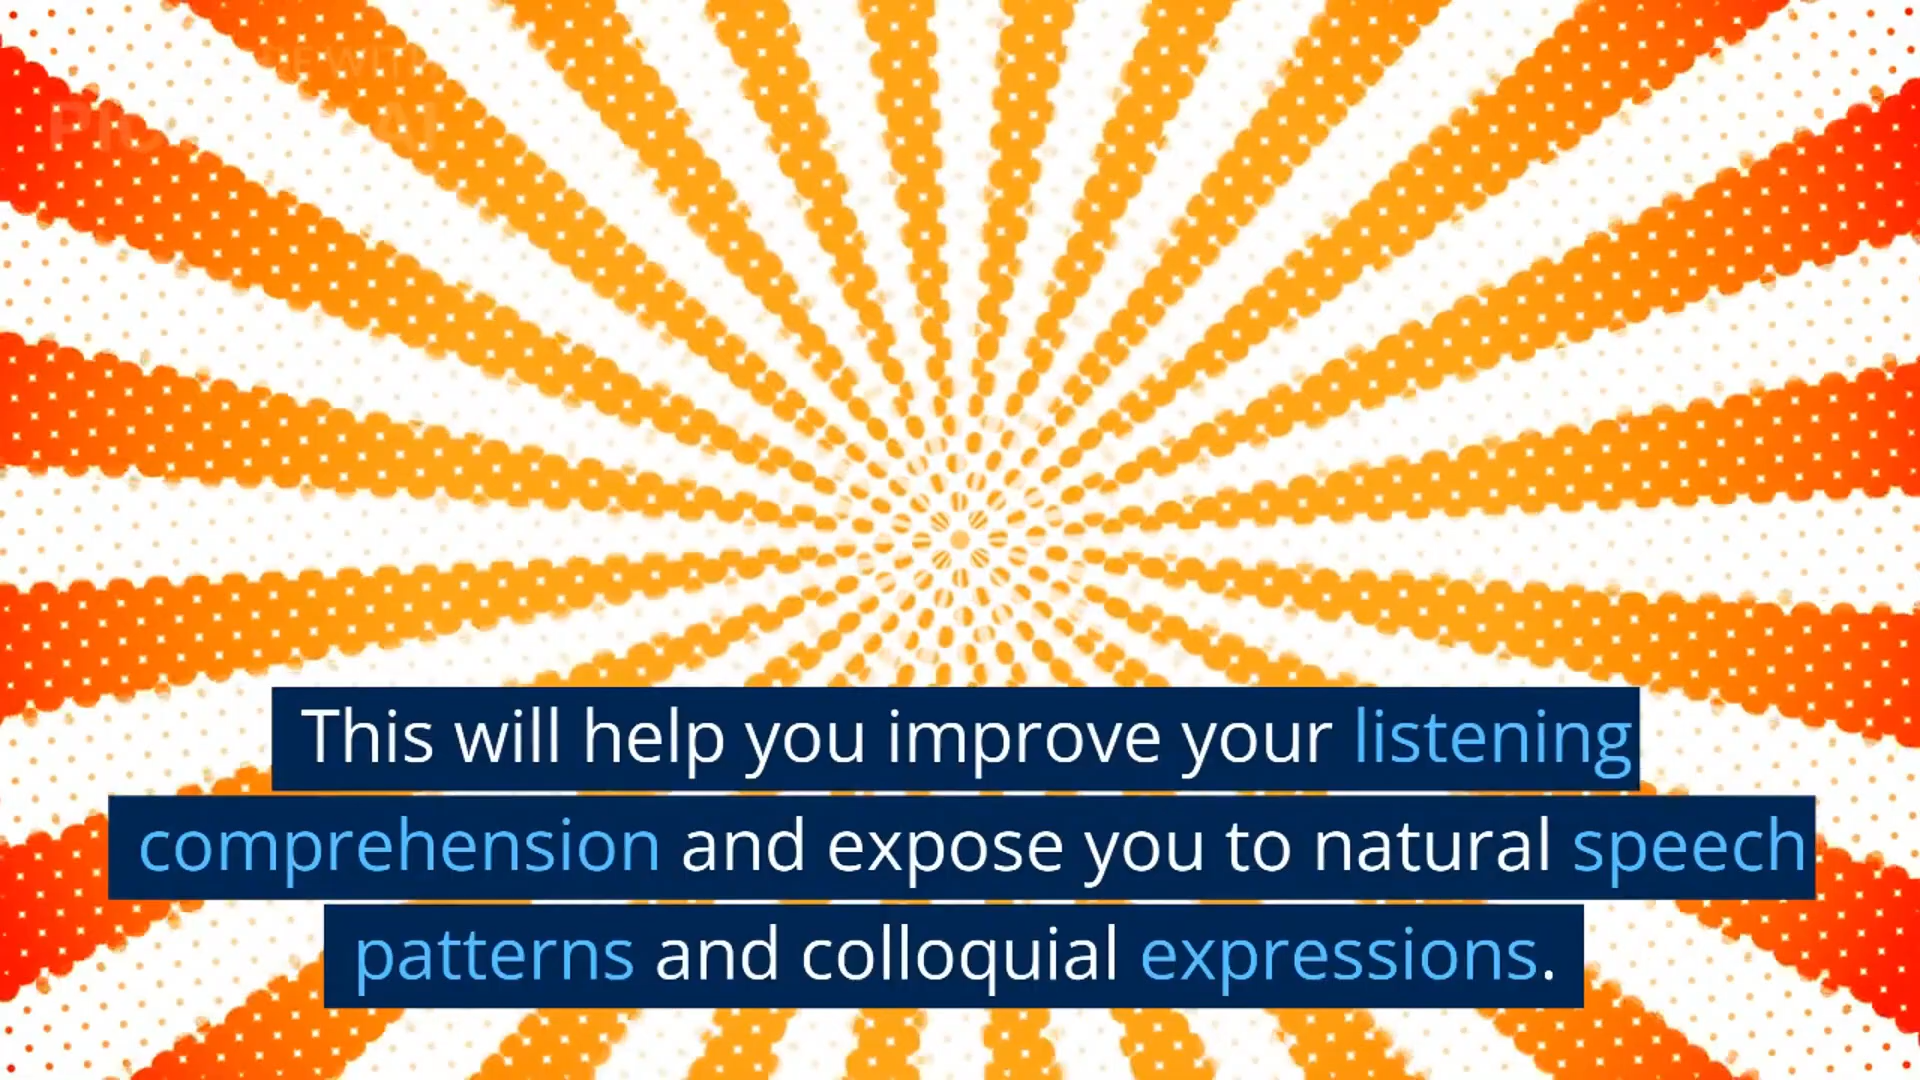 This will help you improve your listening
comprehension and expose you to natural speech
patterns and colloquial expressions.